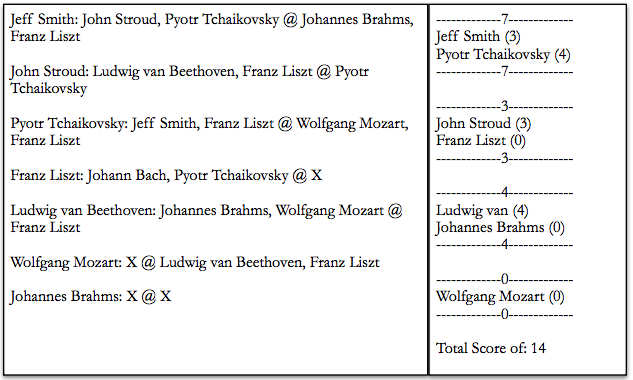 Jeff Smith: John Stroud, Pyotr Tchaikovsky @ Johannes Brahms,
Franz Liszt
John Stroud: Ludwig van Beethoven, Franz Liszt @ Pyotr
Tchaikovsky
Pyotr Tchaikovsky: Jeff Smith, Franz Liszt @ Wolfgang Mozart,
Franz Liszt
Franz Liszt: Johann Bach, Pyotr Tchaikovsky @ X
Ludwig van Beethoven: Johannes Brahms, Wolfgang Mozart @
Franz Liszt
Wolfgang Mozart: X @ Ludwig van Beethoven, Franz Liszt
Johannes Brahms: X @ X
-------------7-------------
Jeff Smith (3)
Pyotr Tchaikovsky (4)
-------------7-------------
-------------3-------------
John Stroud (3)
Franz Liszt (0)
-------------3-------------
-------------4-------------
Ludwig van (4)
Johannes Brahms (0)
-------------4-------------
-------------0-------------
Wolfgang Mozart (0)
-------------0-------------
Total Score of: 14